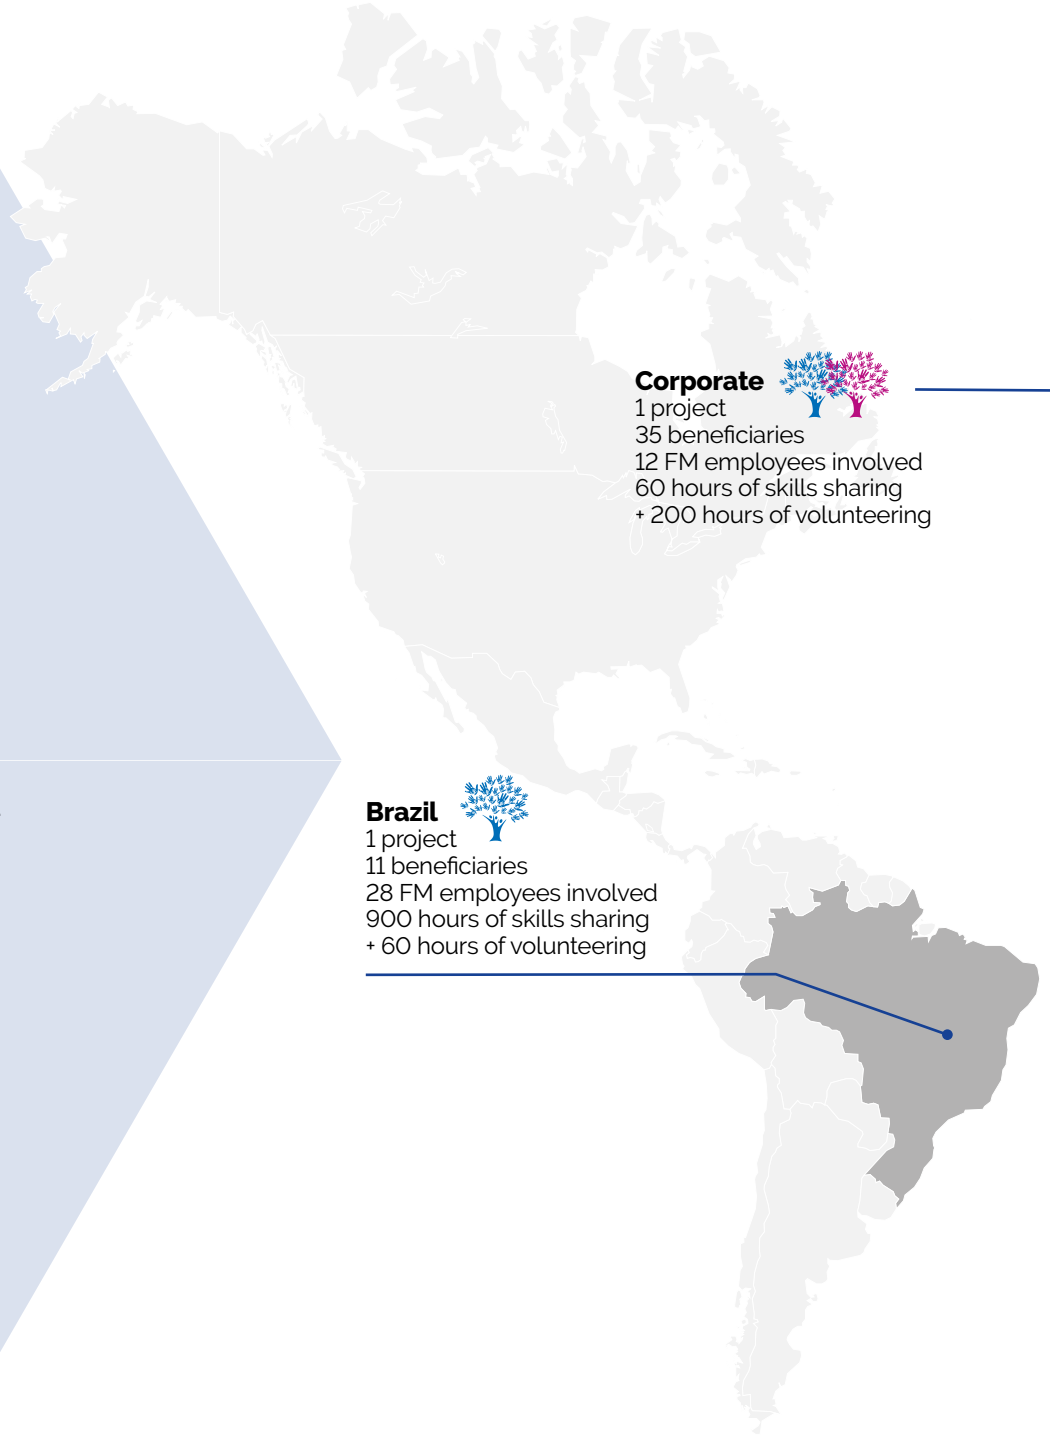 Corporate
1 project
35 beneficiaries
12 FM employees involved
60 hours of skills sharing
+ 200 hours of volunteering
Brazil
1 project
11 beneficiaries
28 FM employees involved
900 hours of skills sharing
+ 60 hours of volunteering